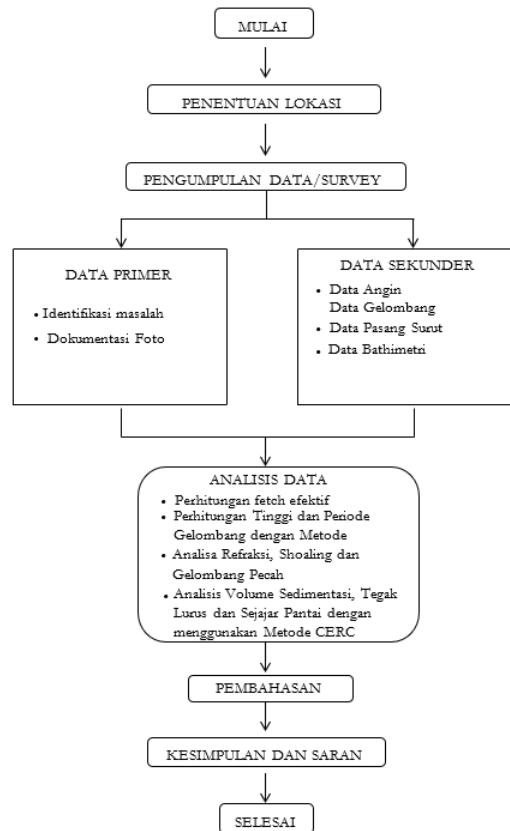 MULAI
PENENTUAN LOKASI
PENGUMPULAN DATA/SURVEY
DATA PRIMER
• Identifikasi masalah
• Dokumentasi Foto
DATA SEKUNDER
• Data Angin
Data Gelombang
• Data Pasang Surut
• Data Bathimetri
ANALISIS DATA
• Perhitungan fetch efektif
• Perhitungan Tinggi dan Periode
Gelombang dengan Metode
• Analisa Refraksi, Shoaling dan
Gelombang Pecah
• Analisis Volume Sedimentasi, Tegak
Lurus dan Sejajar Pantai dengan
menggunakan Metode CERC
PEMBAHASAN
KESIMPULAN DAN SARAN
SELESAI